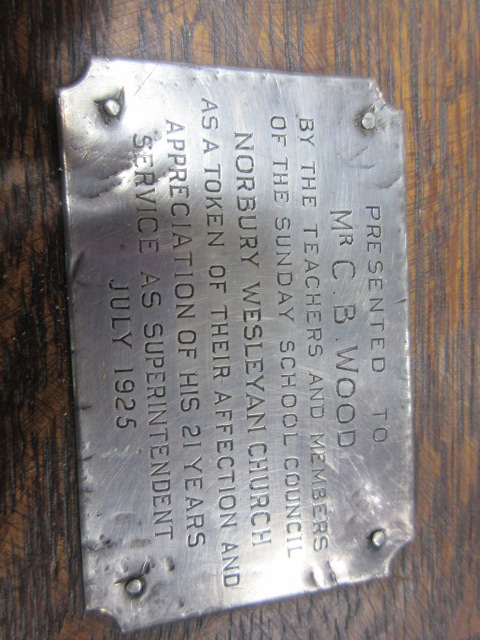 PRESENTED TO
MR C. B. WOOD
BY THE TEACHERS AND MEMBERS
OF THE SUNDAY SCHOOL COUNCIL
NORBURY WESLEYAN CHURCH
AS A TOKEN OF THEIR AFFECTION AND
APPRECIATION OF HIS 21 YEARS
SERVICE AS SUPERINTENDENT
JULY 1925